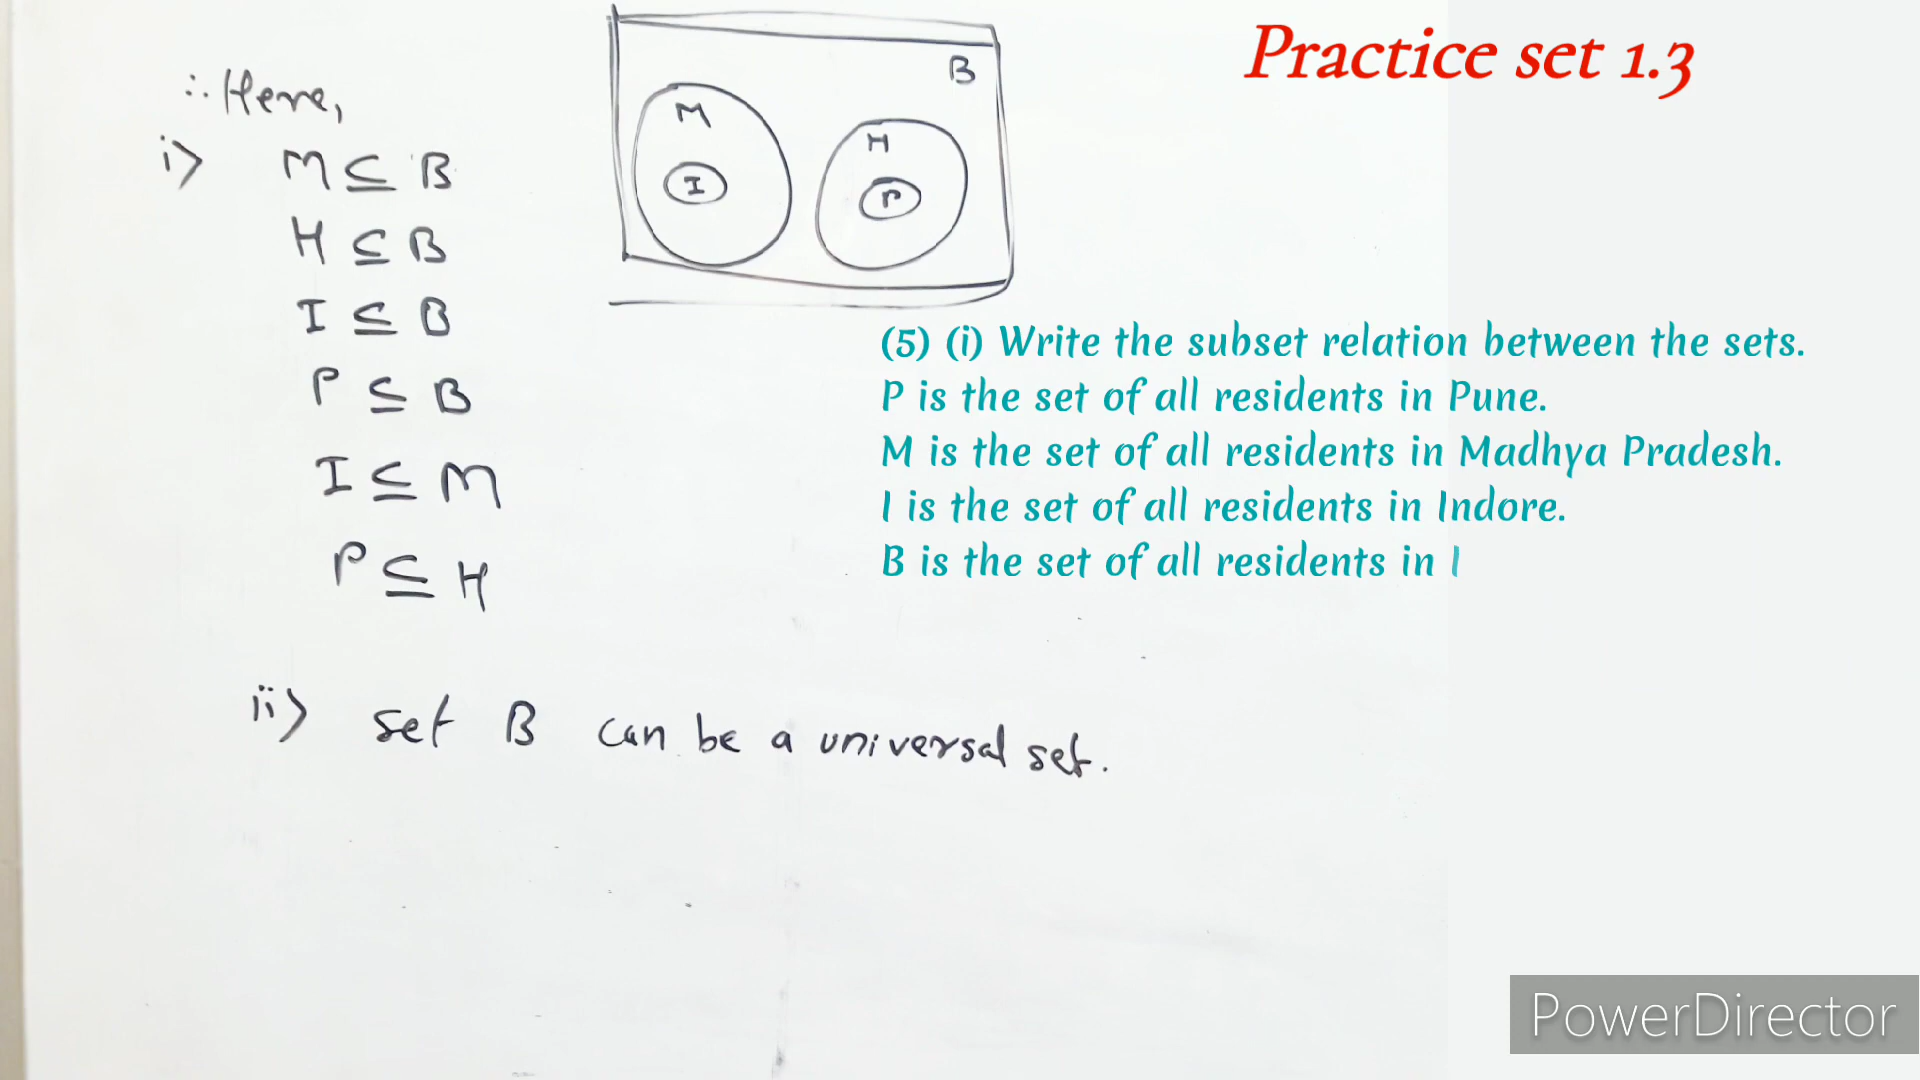 Practice set 1.3
∴ Here,
i> M ⊆ B
H ⊆ B
I ⊆ B
P ⊆ B
I ⊆ M
P ⊆ H
ii> set B can be a universal set.
B
M
I
H
P
(5) (i) Write the subset relation between the sets.
P is the set of all residents in Pune.
M is the set of all residents in Madhya Pradesh.
I is the set of all residents in Indore.
B is the set of all residents in I
PowerDirector